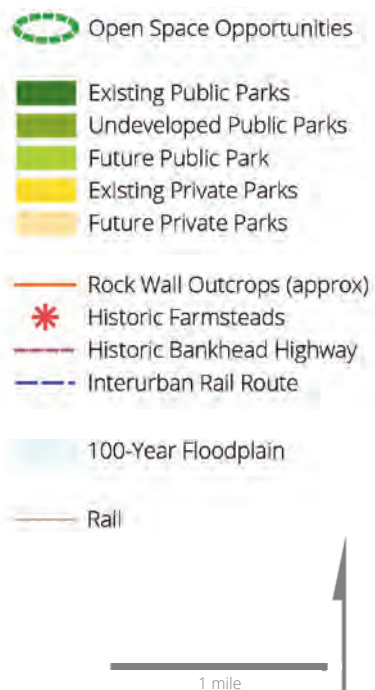 Open Space Opportunities
Existing Public Parks
Undeveloped Public Parks
Future Public Park
Existing Private Parks
Future Private Parks
Rock Wall Outcrops (approx)
Historic Farmsteads
Historic Bankhead Highway
Interurban Rail Route
100-Year Floodplain
Rail
1 mile